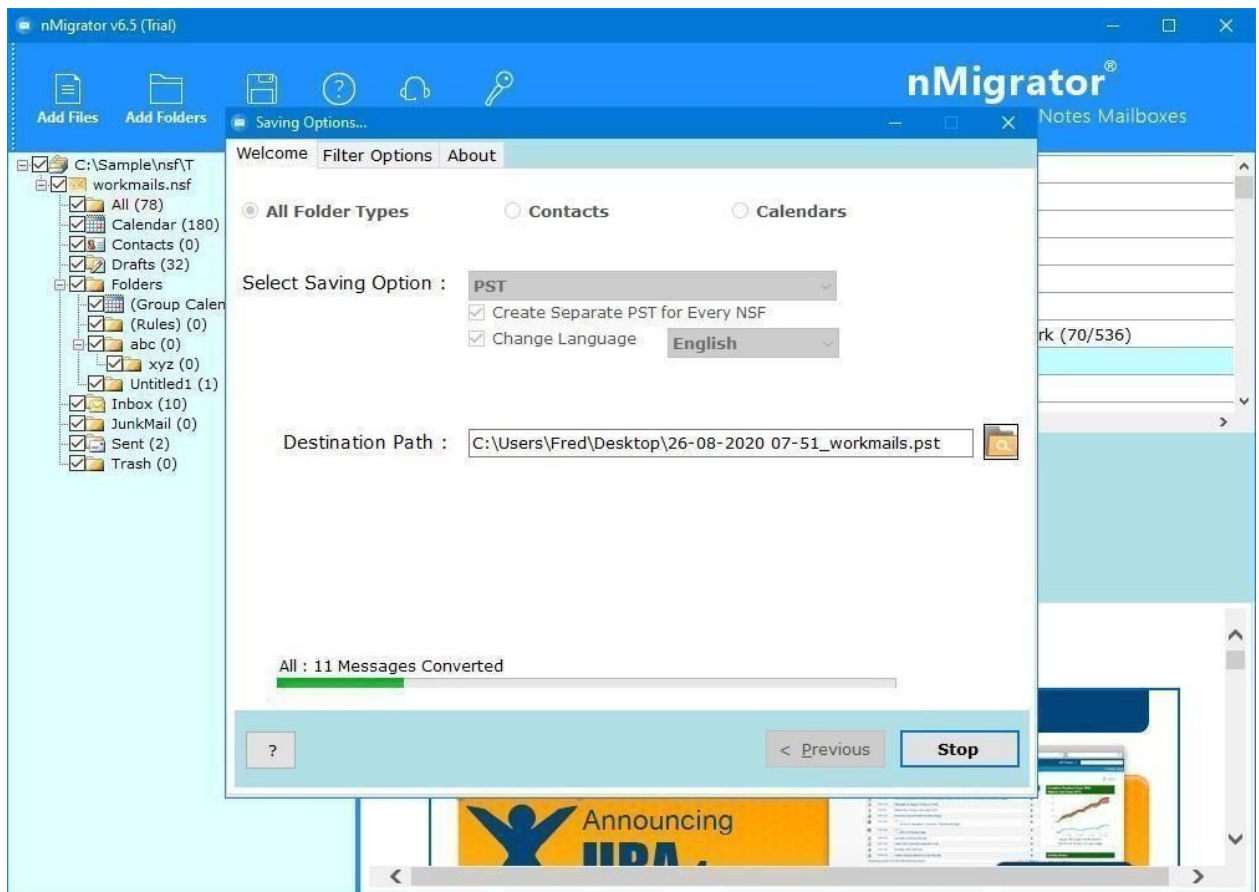 nMigrator v6.5 (Trial)
nMigrator®
Add Files Add Folders
Notes Mailboxes
Saving Options...
Welcome Filter Options About
C:\Sample\nsf\T
workmails.nsf
All (78)
Calendar (180)
Contacts (0)
Drafts (32)
Folders
(Group Calen
(Rules) (0)
abc (0)
xyz (0)
Untitled1 (1)
Inbox (10)
JunkMail (0)
Sent (2)
Trash (0)
All Folder Types Contacts Calendars
Select Saving Option : PST
Create Separate PST for Every NSF
Change Language English
rk (70/536)
Destination Path : C:\Users\Fred\Desktop\26-08-2020 07-51_workmails.pst
All : 11 Messages Converted
? < Previous Stop
Announcing